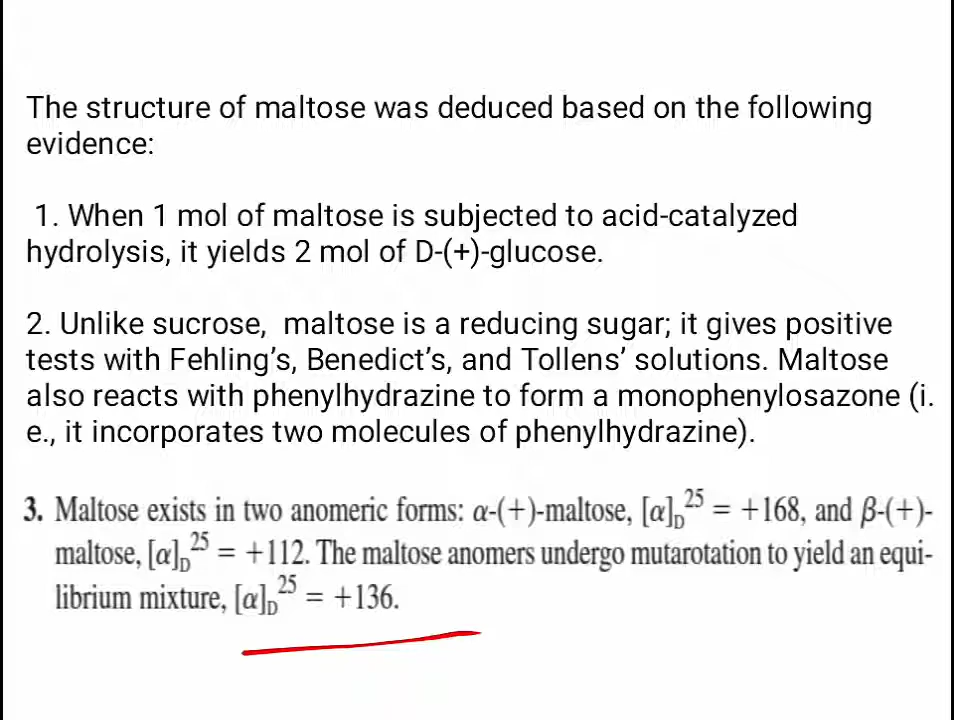 The structure of maltose was deduced based on the following
evidence:
1. When 1 mol of maltose is subjected to acid-catalyzed
hydrolysis, it yields 2 mol of D-(+)-glucose.
2. Unlike sucrose,  maltose is a reducing sugar; it gives positive
tests with Fehling's, Benedict's, and Tollens' solutions. Maltose
also reacts with phenylhydrazine to form a monophenylosazone (i.
e., it incorporates two molecules of phenylhydrazine).
3. Maltose exists in two anomeric forms: α-(+)-maltose, [α]D25 = +168, and β-(+)-
maltose, [α]D25 = +112. The maltose anomers undergo mutarotation to yield an equi-
librium mixture, [α]D25 = +136.